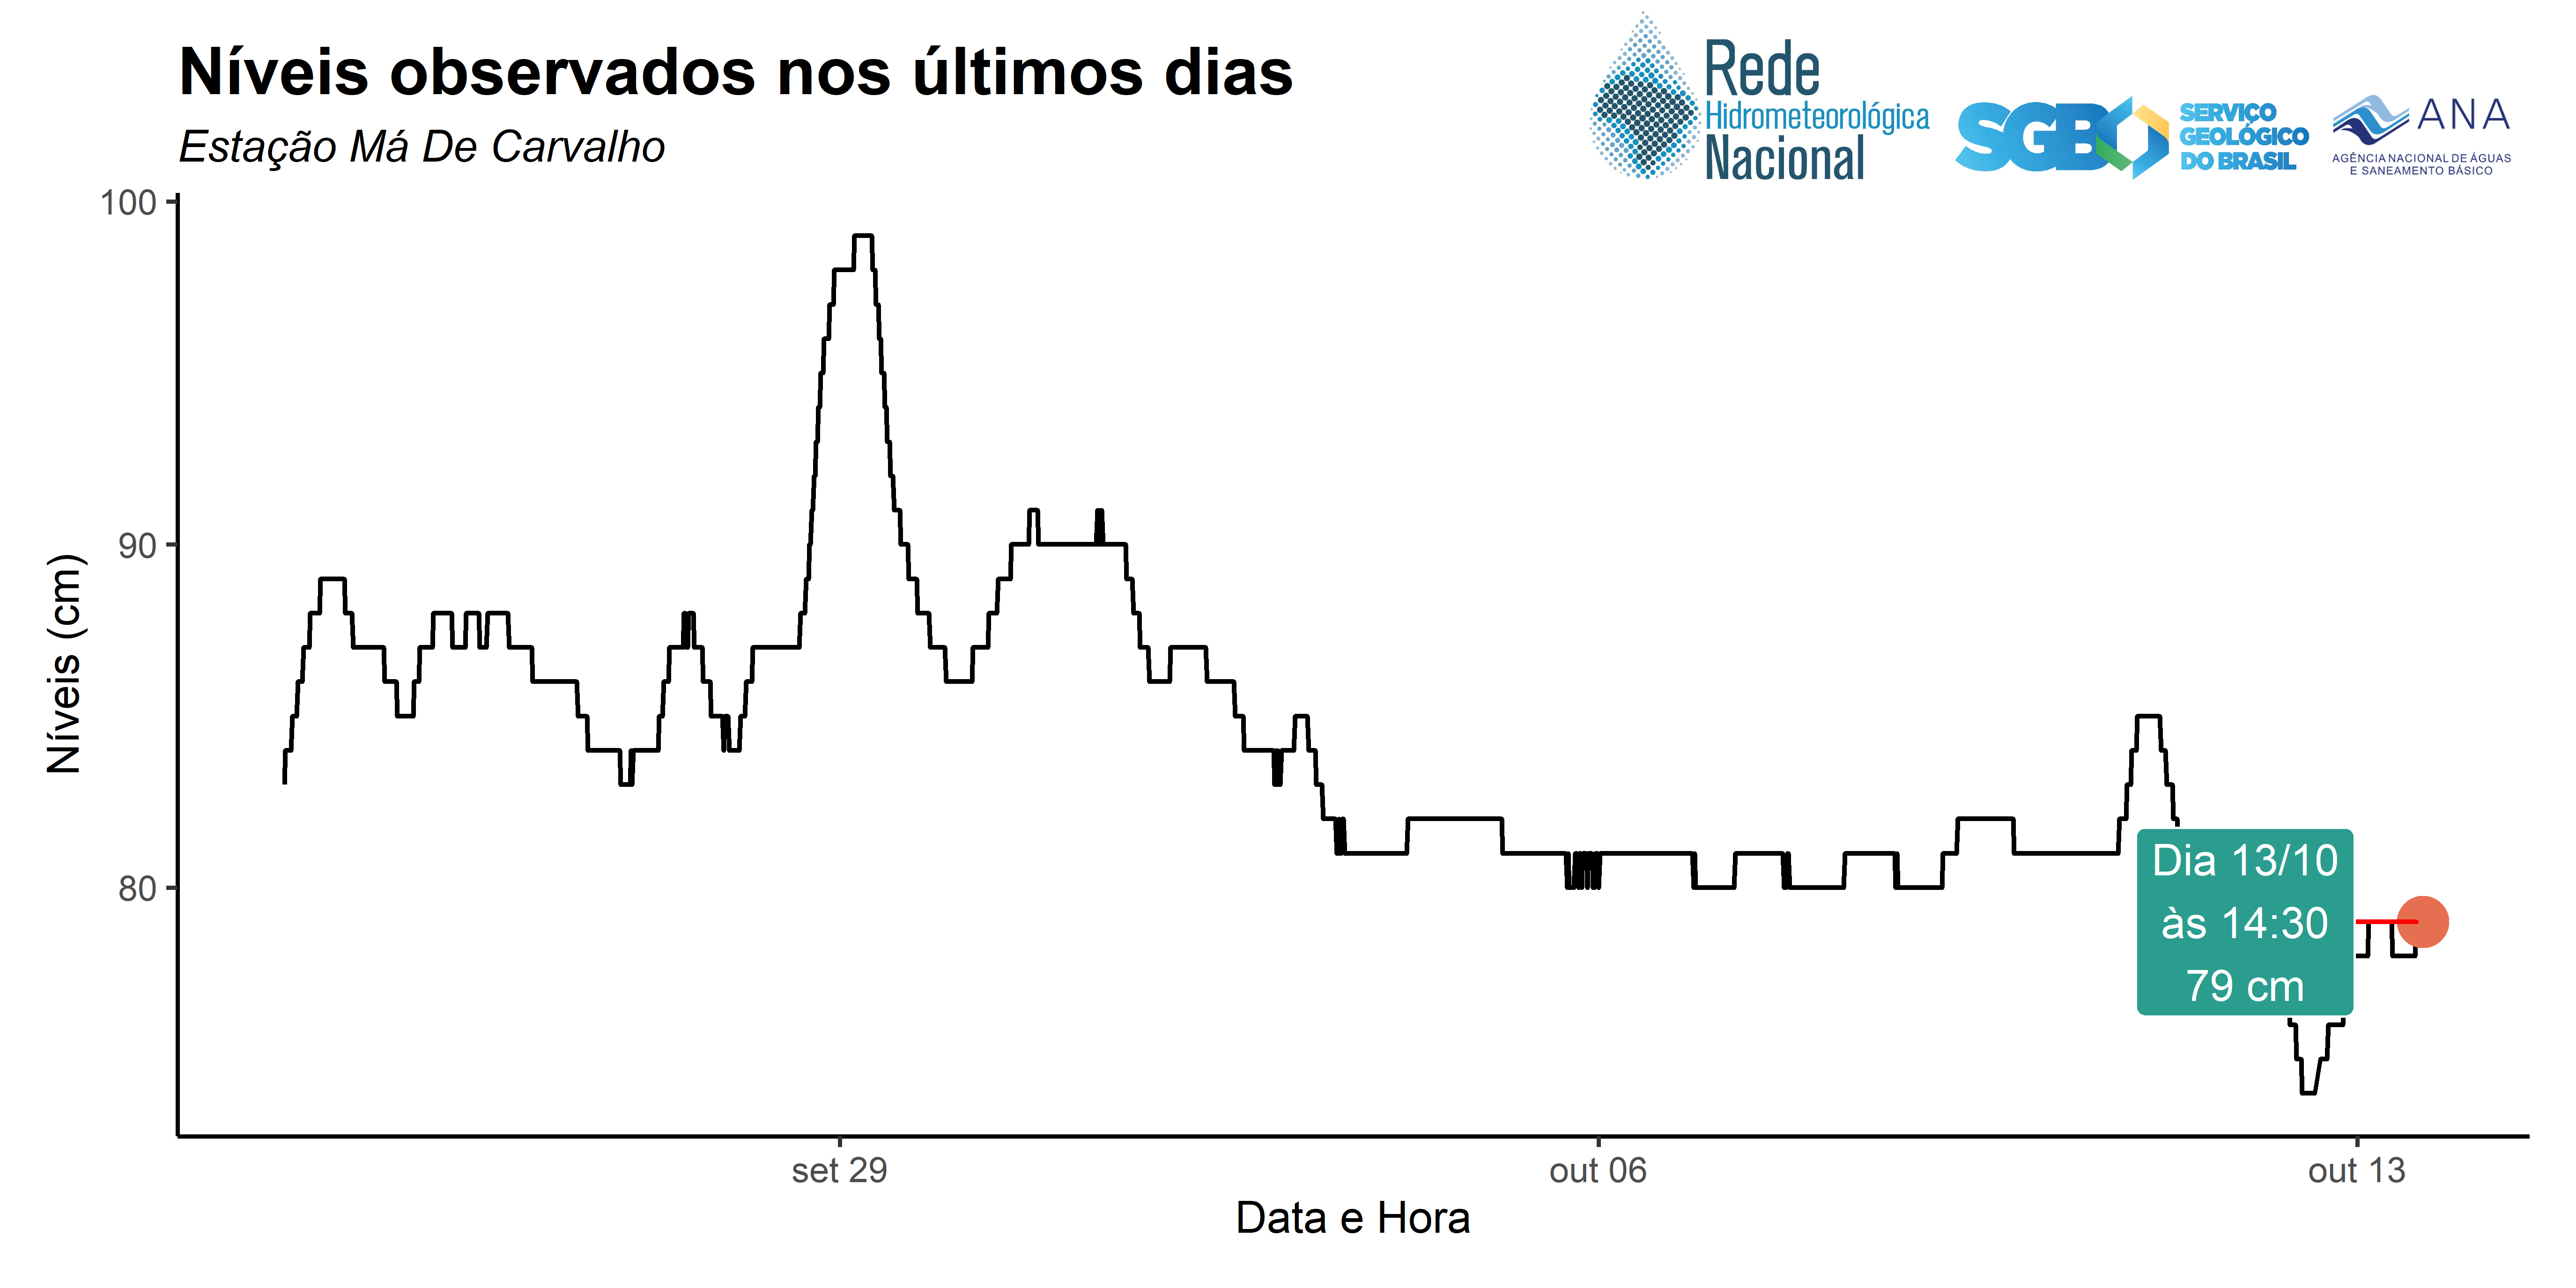 Níveis observados nos últimos dias
Estação Má De Carvalho
Rede
Hidrometeorológica
Nacional
SGB
SERVIÇO
GEOLÓGICO
DO BRASIL
ANA
AGÊNCIA NACIONAL DE ÁGUAS
E SANEAMENTO BÁSICO
100
90
80
Níveis (cm)
Dia 13/10
às 14:30
79 cm
set 29
out 06
out 13
Data e Hora